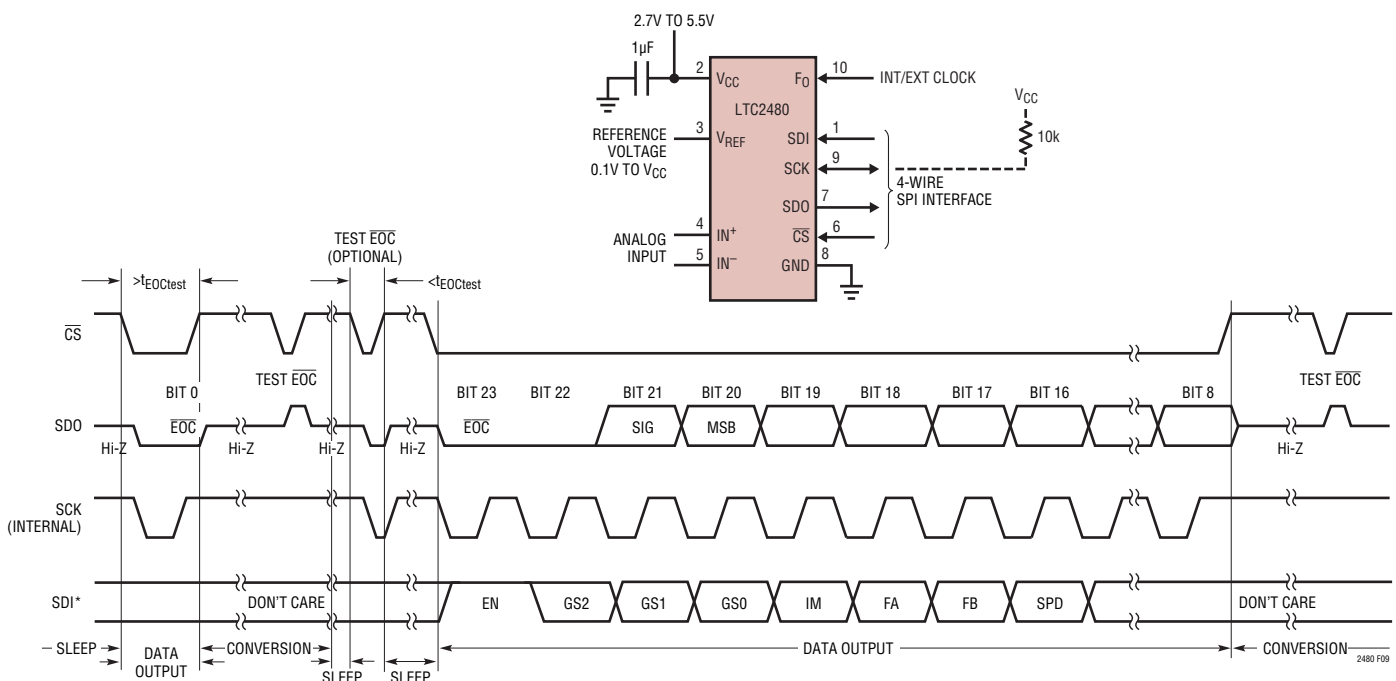 2.7V TO 5.5V
1µF
2
VCC
FO
10
INT/EXT CLOCK
LTC2480
VCC
10k
REFERENCE
VOLTAGE
0.1V TO VCC
3
VREF
SDI
1
SCK
9
4-WIRE
SPI INTERFACE
SDO
7
ANALOG
INPUT
4
IN+
5
IN−
CS
6
GND
8
TEST EOC
(OPTIONAL)
>tEOCtest
<tEOCtest
CS
BIT 0
TEST EOC
BIT 23
BIT 22
BIT 21
BIT 20
BIT 19
BIT 18
BIT 17
BIT 16
BIT 8
TEST EOC
SDO
EOC
EOC
SIG
MSB
Hi-Z
Hi-Z
Hi-Z
Hi-Z
Hi-Z
SCK
(INTERNAL)
SDI*
DON'T CARE
EN
GS2
GS1
GS0
IM
FA
FB
SPD
DON'T CARE
SLEEP
DATA
OUTPUT
CONVERSION
SLEEP
SLEEP
DATA OUTPUT
CONVERSION
2480 F09